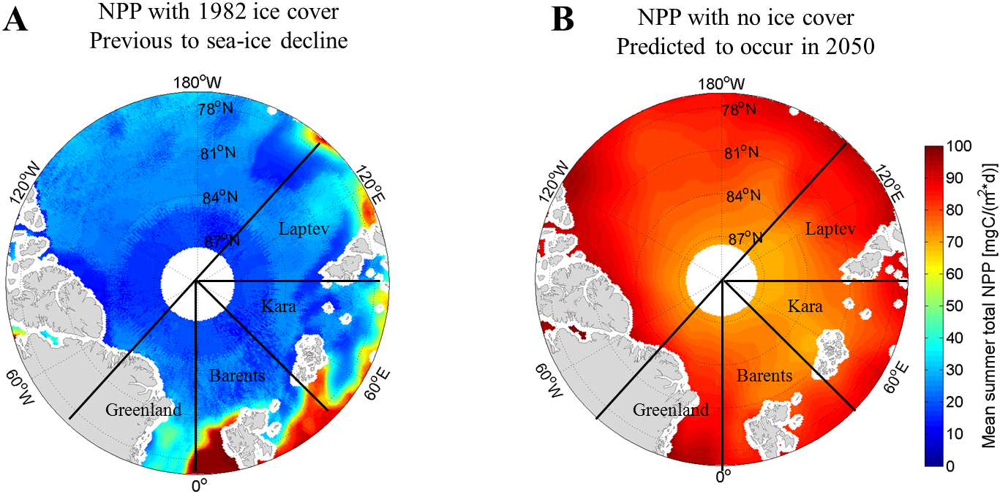 A
NPP with 1982 ice cover
Previous to sea-ice decline
180°W
78°N
81°N
84°N
87°N
120°W
120°E
60°W
60°E
0°
Laptev
Kara
Barents
Greenland
B
NPP with no ice cover
Predicted to occur in 2050
180°W
78°N
81°N
84°N
87°N
120°W
120°E
60°W
60°E
0°
Laptev
Kara
Barents
Greenland
100
90
80
70
60
50
40
30
20
10
0
Mean summer total NPP [mgC/(m²*d)]